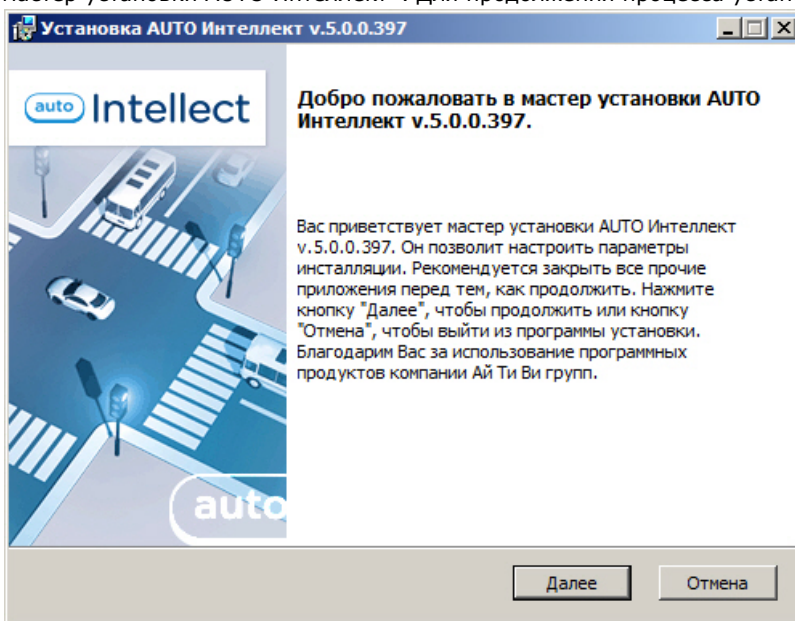 Установка AUTO Интеллект v.5.0.0.397
auto Intellect
Добро пожаловать в мастер установки AUTO
Интеллект v.5.0.0.397.
Вас приветствует мастер установки AUTO Интеллект
v.5.0.0.397. Он позволит настроить параметры
инсталляции. Рекомендуется закрыть все прочие
приложения перед тем, как продолжить. Нажмите
кнопку "Далее", чтобы продолжить или кнопку
"Отмена", чтобы выйти из программы установки.
Благодарим Вас за использование программных
продуктов компании Ай Ти Ви групп.
auto
Далее
Отмена